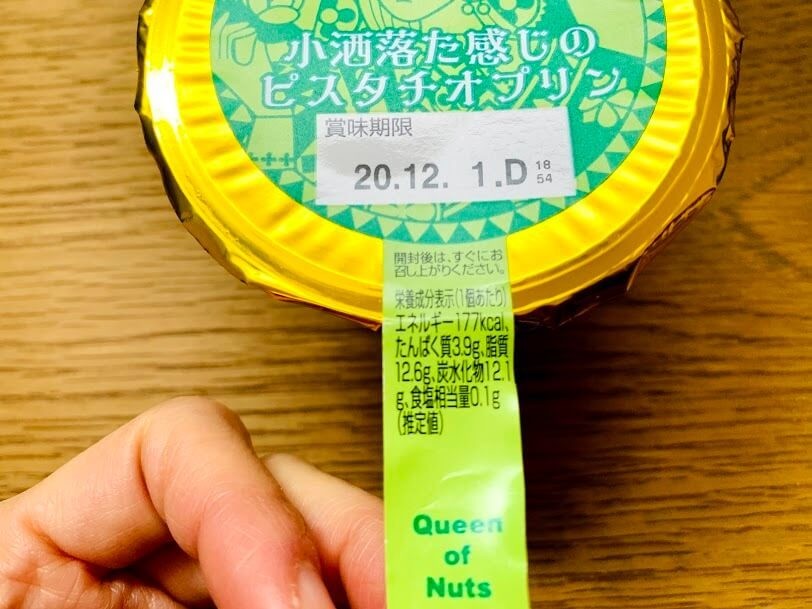 小洒落た感じの
ピスタチオプリン
賞味期限
20.12. 1.D 18
54
開封後は、すぐにお
召し上がりください。
栄養成分表示(1個あたり)
エネルギー177kcal、
たんぱく質3.9g、脂質
12.6g、炭水化物12.1
g、食塩相当量0.1g
(推定値)
Queen
of
Nuts